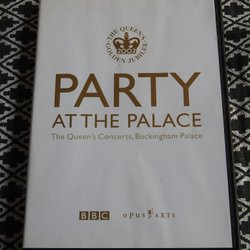 THE QUEEN'S
2002
GOLDEN JUBILEE
PARTY
AT THE PALACE
The Queen's Concerts, Buckingham Palace
BBC
OPUS ARTE